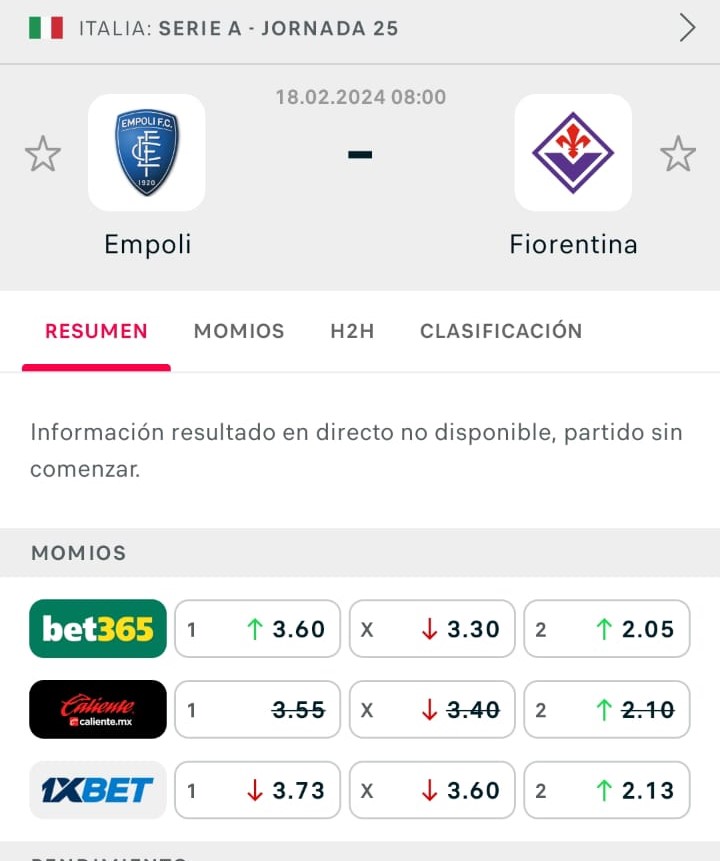 ITALIA: SERIE A - JORNADA 25
18.02.2024 08:00
EMPOLI F.C.
1920
-
Empoli
Fiorentina
RESUMEN MOMIOS H2H CLASIFICACIÓN
Información resultado en directo no disponible, partido sin
comenzar.
MOMIOS
bet365 1 ↑ 3.60 X ↓ 3.30 2 ↑ 2.05
Caliente caliente.mx 1 3.55 X ↓ 3.40 2 ↑ 2.10
1XBET 1 ↓ 3.73 X ↓ 3.60 2 ↑ 2.13